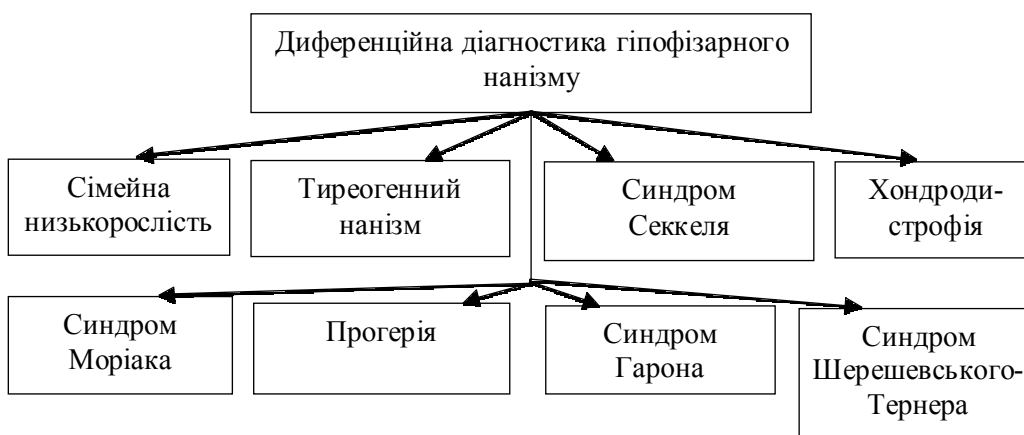 Диференційна діагностика гіпофізарного
нанізму
Сімейна
низькорослість
Тиреогенний
нанізм
Синдром
Секкеля
Хондроди-
строфія
Синдром
Моріака
Прогерія
Синдром
Гарона
Синдром
Шерешевського-
Тернера